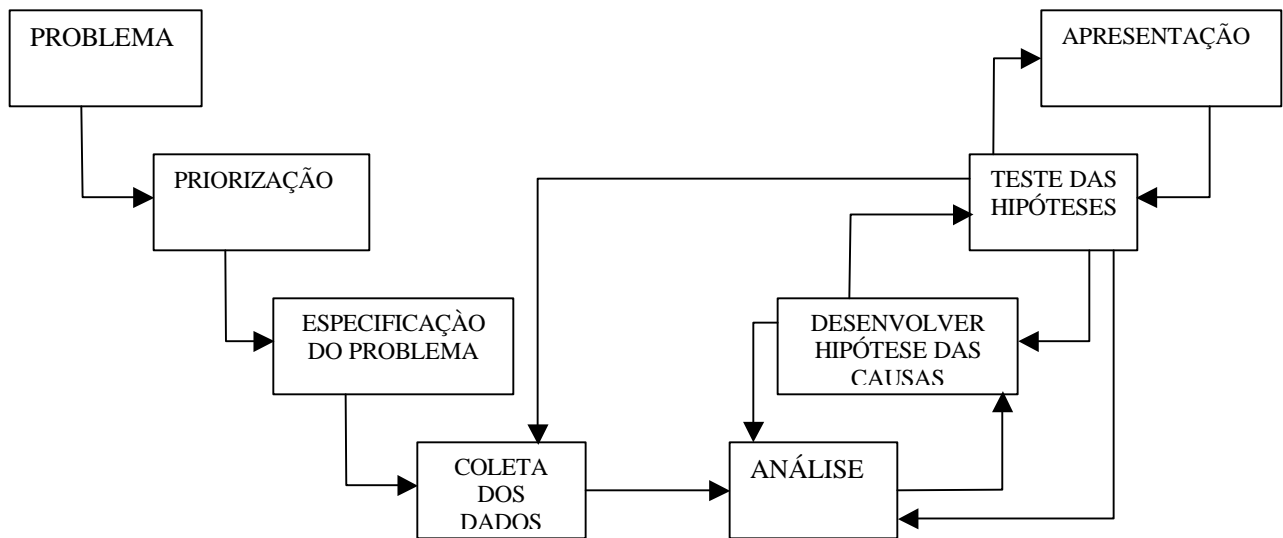 PROBLEMA
APRESENTAÇÃO
PRIORIZAÇÃO
TESTE DAS
HIPÓTESES
ESPECIFICAÇÀO
DO PROBLEMA
DESENVOLVER
HIPÓTESE DAS
CAUSAS
COLETA
DOS
DADOS
ANÁLISE